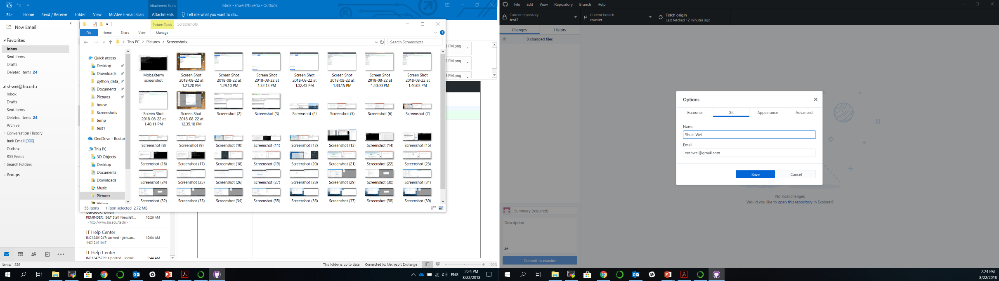 Attachment Tools
Inbox - shwei@bu.edu - Outlook
File
Home
Send / Receive
Folder
View
McAfee E-mail Scan
Attachments
Tell me what you want to do...
New Email
Favorites
Inbox
Sent Items
Drafts
Deleted Items 24
shwei@bu.edu
Inbox
Drafts
Sent Items
Deleted Items 24
Archive
Conversation History
Junk Email [300]
Outbox
RSS Feeds
Search Folders
Groups
Items: 1,156
Picture Tools
Screenshots
File
Home
Share
View
Manage
This PC
Pictures
Screenshots
Search Screenshots
Quick access
Desktop
Downloads
python_data_
Documents
Pictures
house
Screenshots
temp
test1
OneDrive - Bostor
This PC
3D Objects
Desktop
Documents
Downloads
Music
Pictures
Videos
MobaXterm screenshot
Screen Shot 2018-08-22 at 1.21.20 PM
Screen Shot 2018-08-22 at 1.29.10 PM
Screen Shot 2018-08-22 at 1.32.13 PM
Screen Shot 2018-08-22 at 1.32.43 PM
Screen Shot 2018-08-22 at 1.33.15 PM
Screen Shot 2018-08-22 at 1.40.00 PM
Screen Shot 2018-08-22 at 1.40.03 PM
Screen Shot 2018-08-22 at 1.40.11 PM
Screen Shot 2018-08-22 at 12.35.18 PM
Screenshot (2)
Screenshot (3)
Screenshot (4)
Screenshot (5)
Screenshot (6)
Screenshot (7)
Screenshot (8)
Screenshot (9)
Screenshot (10)
Screenshot (11)
Screenshot (12)
Screenshot (13)
Screenshot (14)
Screenshot (15)
Screenshot (16)
Screenshot (17)
Screenshot (18)
Screenshot (19)
Screenshot (20)
Screenshot (21)
Screenshot (22)
Screenshot (23)
Screenshot (24)
Screenshot (25)
Screenshot (26)
Screenshot (27)
Screenshot (28)
Screenshot (29)
Screenshot (30)
Screenshot (31)
Screenshot (32)
Screenshot (33)
Screenshot (34)
Screenshot (35)
Screenshot (36)
Screenshot (37)
Screenshot (38)
Screenshot (39)
56 items
1 item selected 2.72 MB
3 PM.png
0 PM.png
3 PM.png
Baldeck, Brian
REMINDER: IS&T Staff Newslett... 10:26 AM
<http://www.bu.edu/tech/>
IT Help Center
INC12491047: Arrived - jiehuan... 10:04 AM
INC12491047
IT Help Center
INC12475739: Updated - leonw... 9:44 AM
This folder is up to date.
Connected to: Microsoft Exchange
100%
ENG
2:24 PM
8/22/2018
File
Edit
View
Repository
Branch
Help
Current repository
test1
Current branch
master
Fetch origin
Last fetched 12 minutes ago
Changes
History
0 changed files
Options
Accounts
Git
Appearance
Advanced
Name
Shuai Wei
Email
ceshwei@gmail.com
Save
Cancel
No local changes
Would you like to open this repository in Explorer?
Summary (required)
Description
Commit to master
2:24 PM
8/22/2018